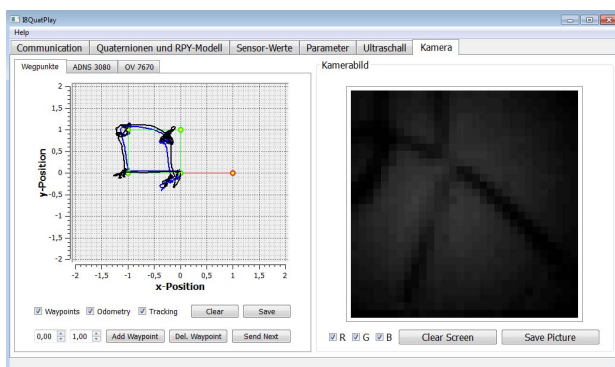 IBQuatPlay
Help
Communication Quaternionen und RPY-Modell Sensor-Werte Parameter Ultraschall Kamera
Wegpunkte ADNS 3080 OV 7670
Kamerabild
2
1,5
1
0,5
0
-0,5
-1
-1,5
-2
y-Position
-2 -1,5 -1 -0,5 0 0,5 1 1,5 2
x-Position
Waypoints Odometry Tracking Clear Save
0,00 1,00 Add Waypoint Del. Waypoint Send Next
R G B Clear Screen Save Picture